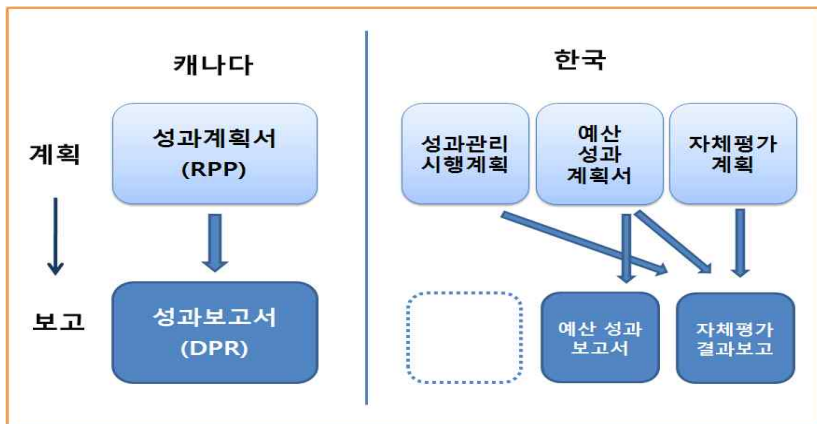 캐나다
한국
계획
성과계획서
(RPP)
성과관리
시행계획
예산
성과
계획서
자체평가
계획
보고
성과보고서
(DPR)
예산 성과
보고서
자체평가
결과보고